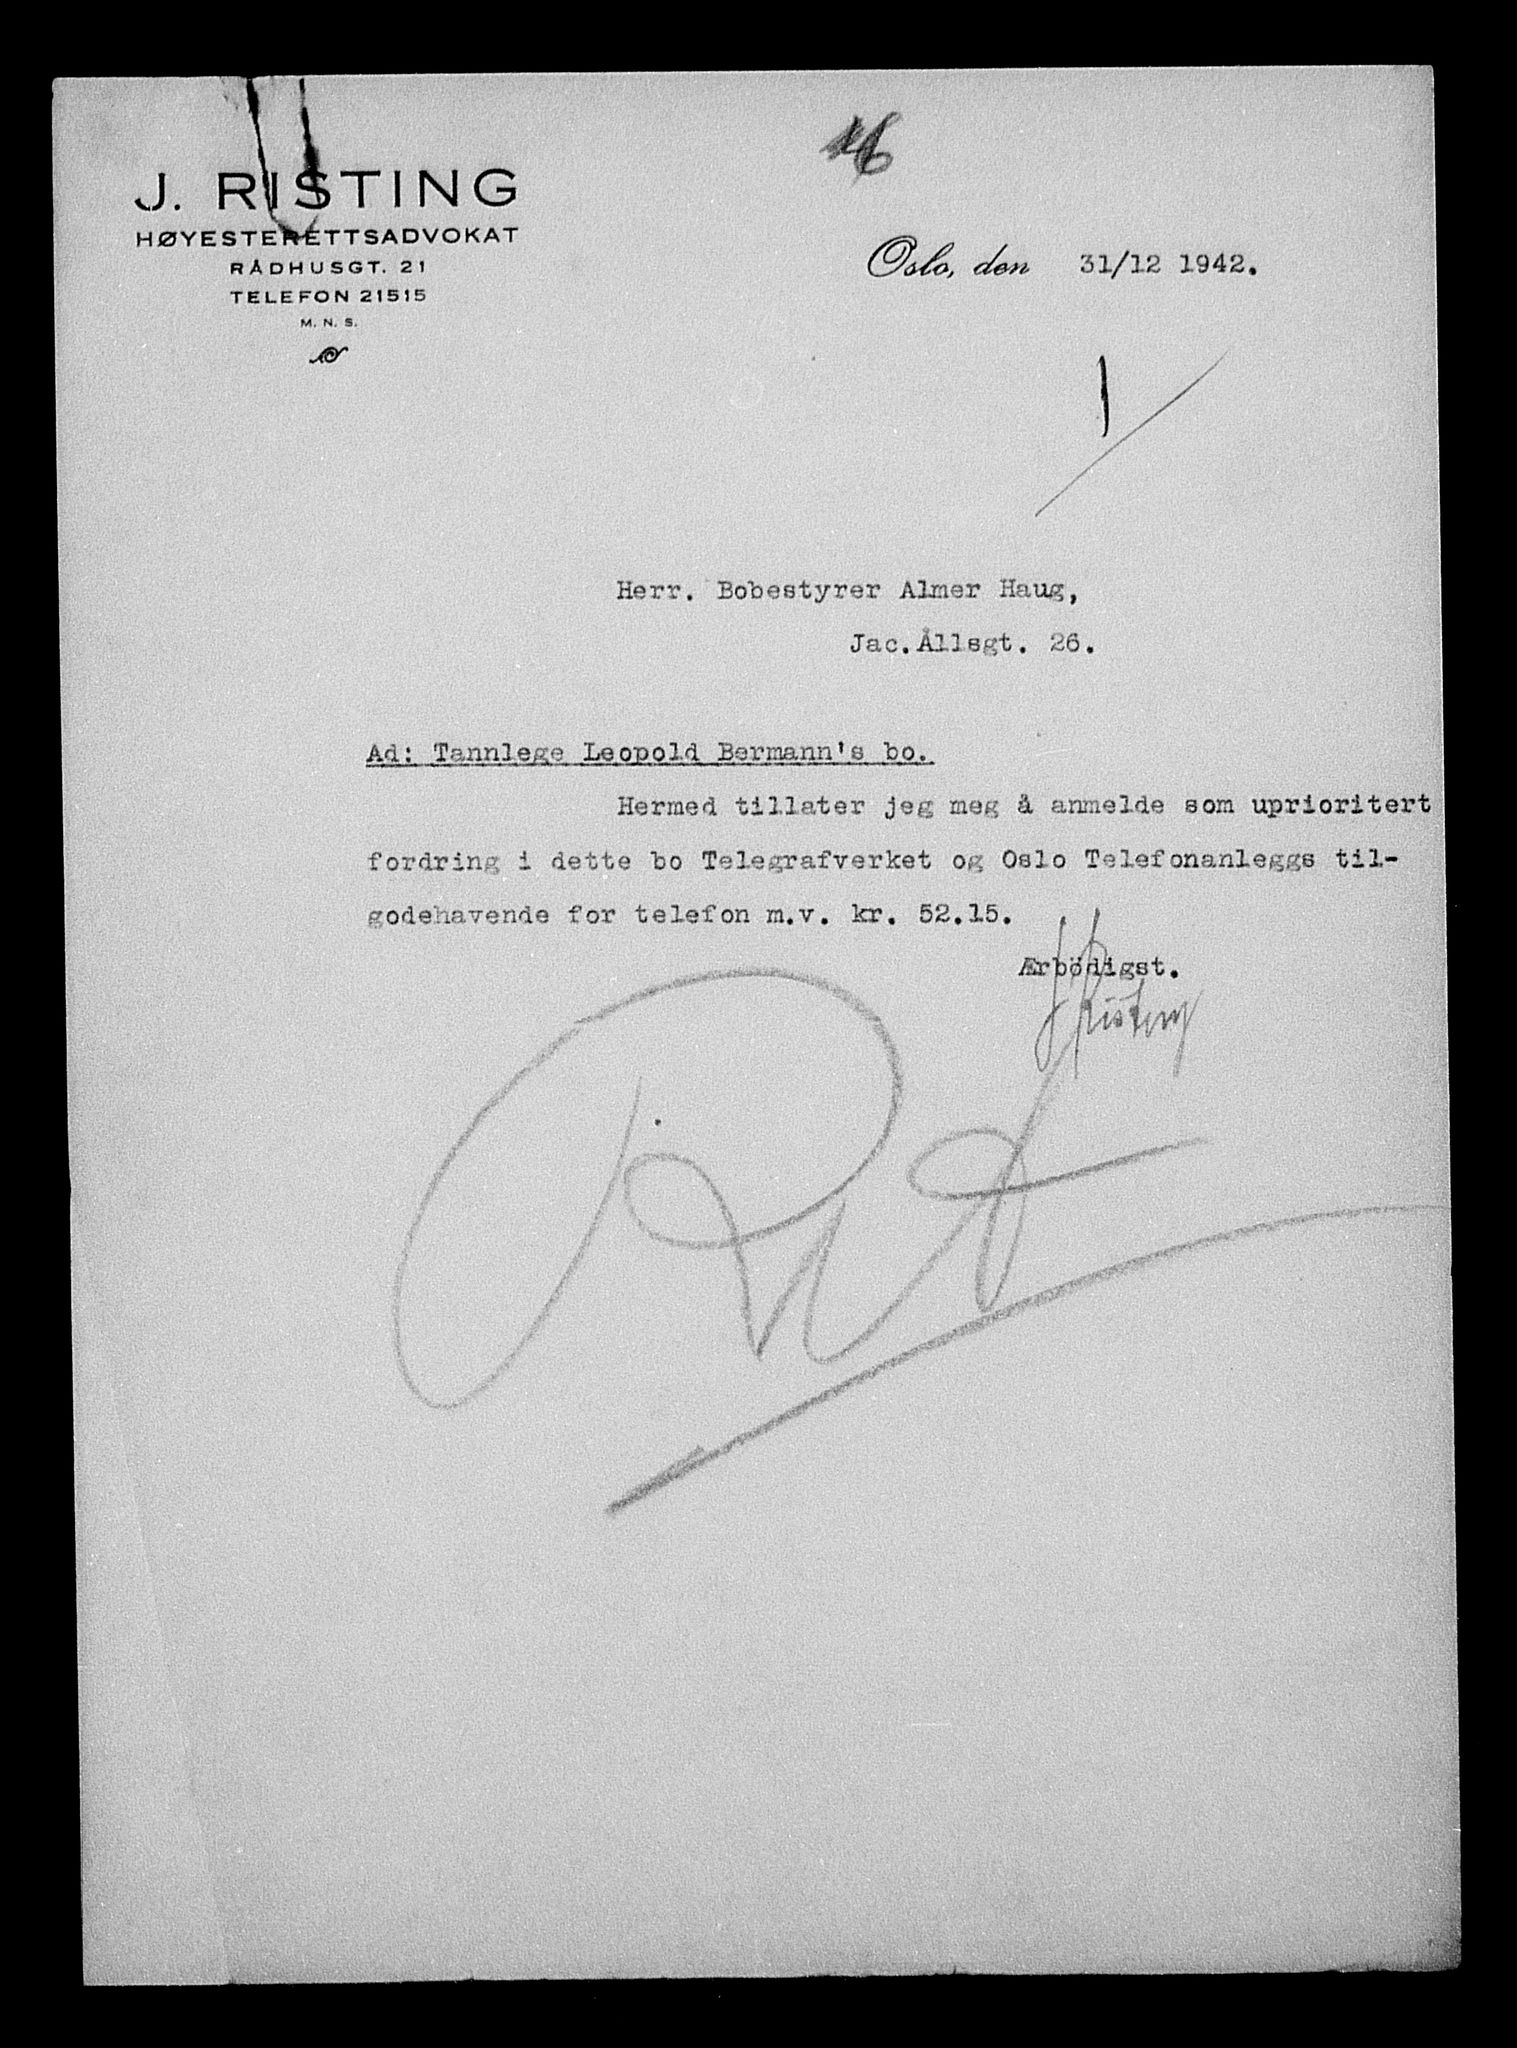 J. RISTING
HØYESTERETTSADVOKAT
RÅDHUSGT. 21
TELEFON 21515
M. N. S.
Oslo, den 31/12 1942.
1
Herr. Bobestyrer Almer Haug,
Jac.Ållsgt. 26.
Ad: Tannlege Leopold Bermann's bo.
Hermed tillater jeg meg å anmelde som uprioritert
fordring i dette bo Telegrafverket og Oslo Telefonanleggs til-
godehavende for telefon m.v. kr. 52.15.
Ærbödigst.
J Risting